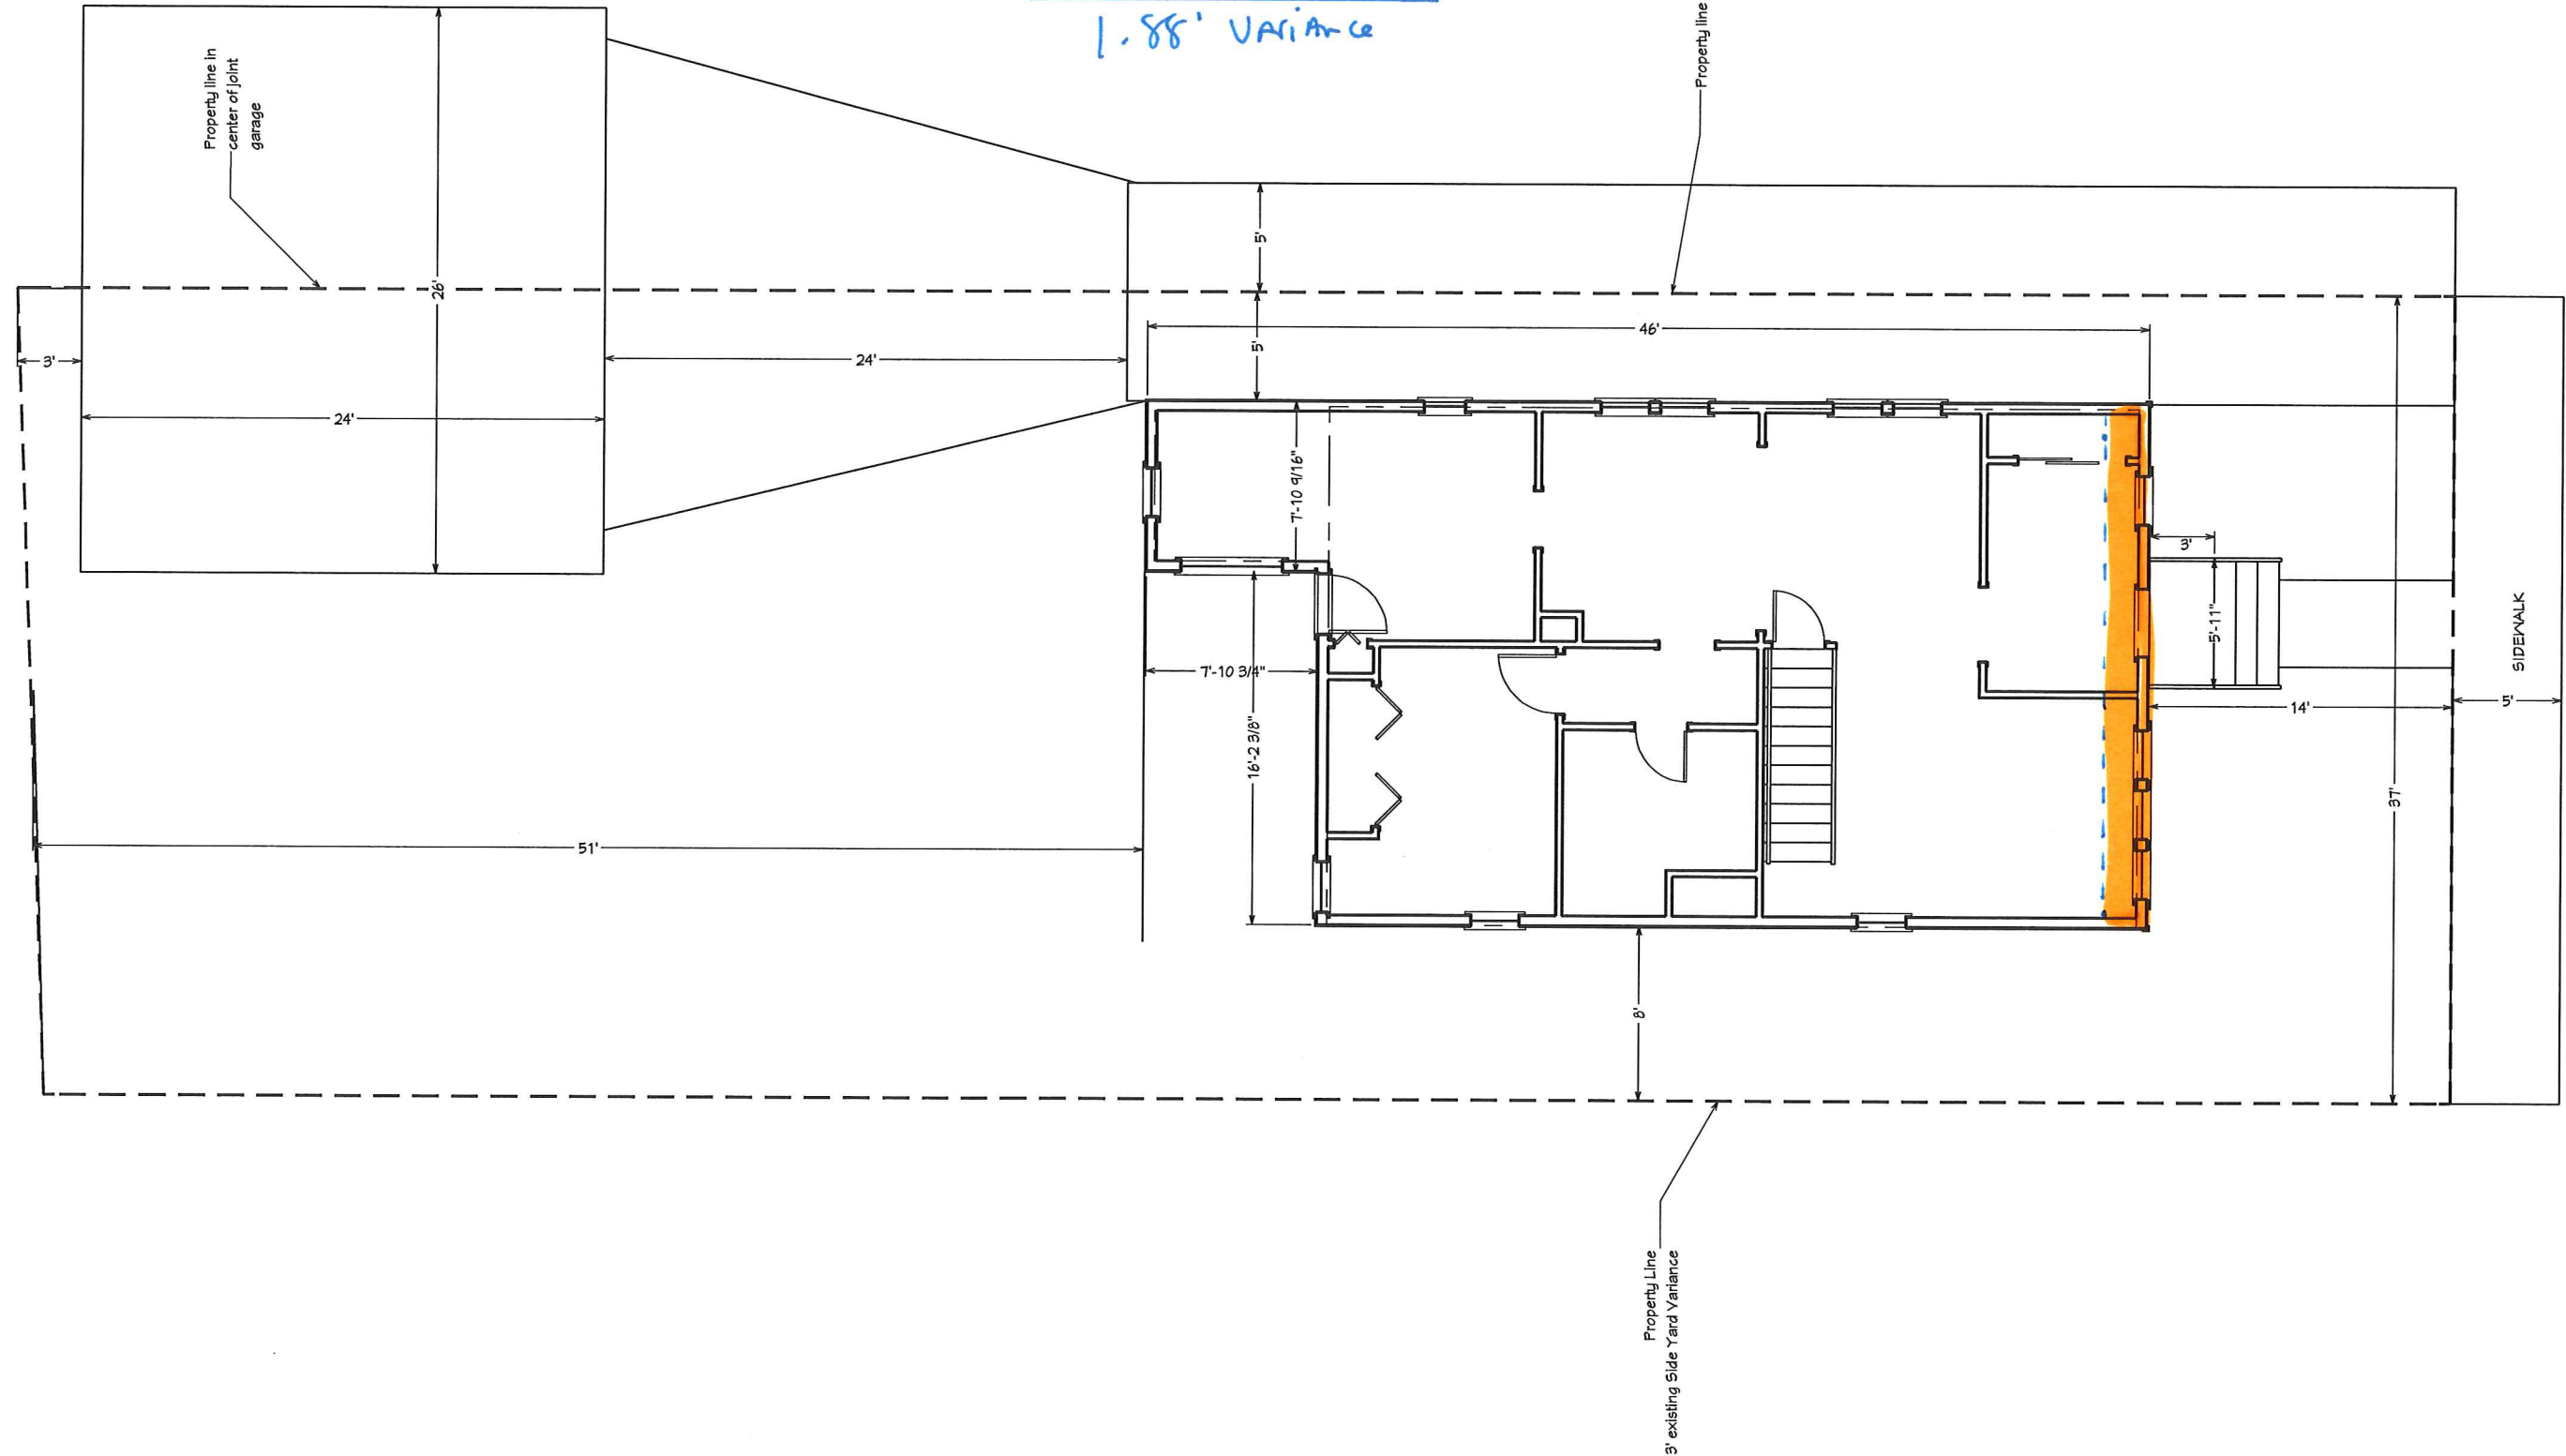 1.88' VARiANce
Property line in
center of joint
garage
Property line
26'
5'
5'
46'
3'
24'
24'
7'-10 9/16"
3'
5'-11"
SIDEWALK
7'-10 3/4"
16'-2 3/8"
14'
5'
37'
51'
8'
Property Line
3' existing Side Yard Variance